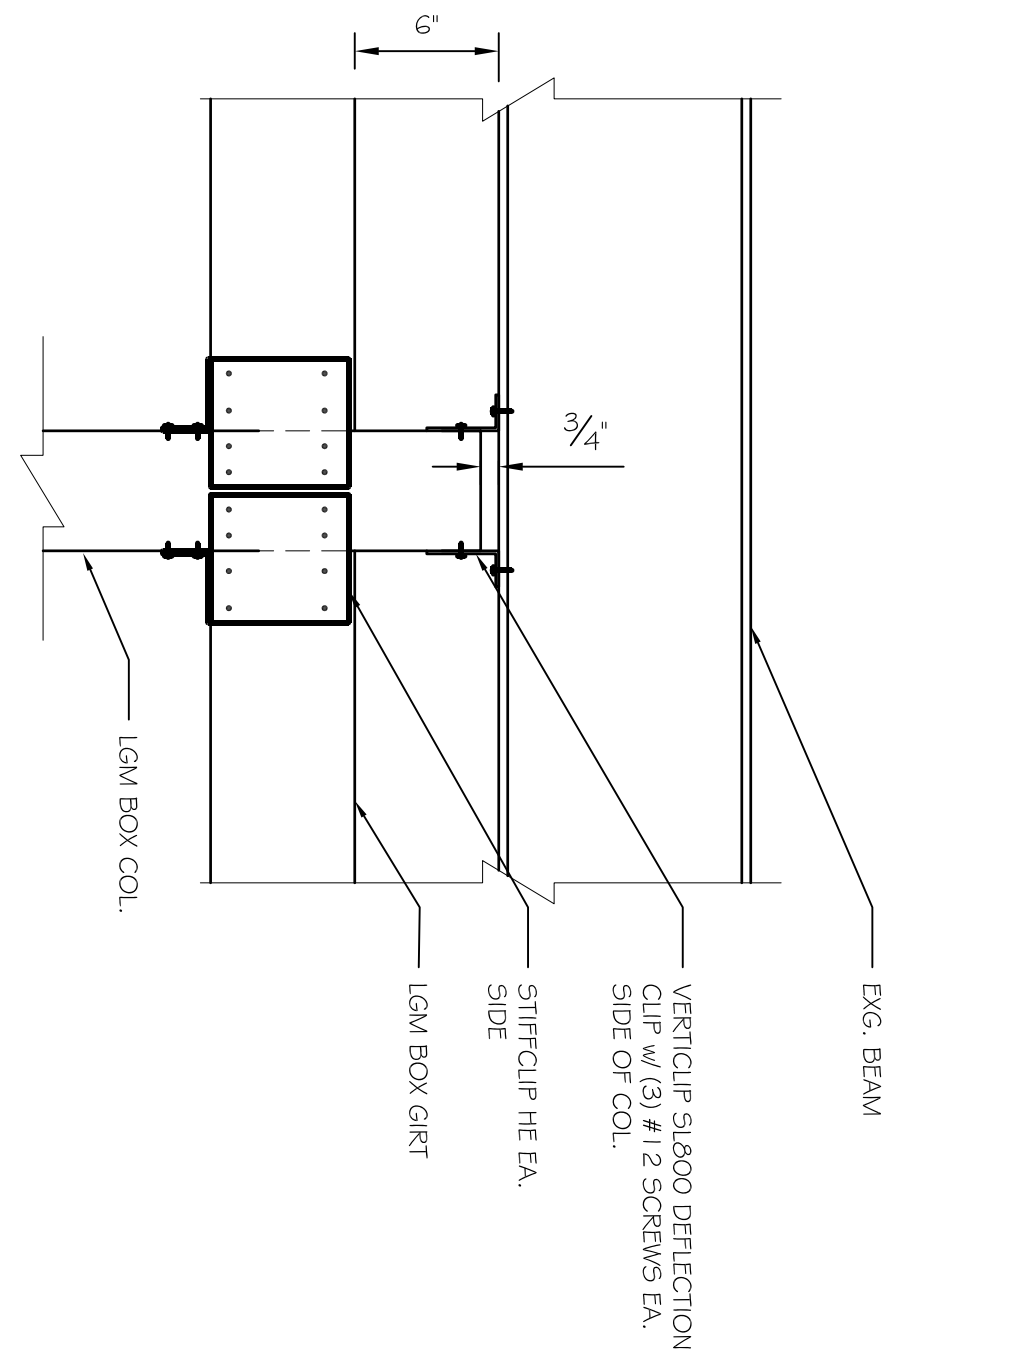 6"
3/4"
EXG. BEAM
VERTICLIP SL800 DEFLECTION
CLIP w/ (3) #12 SCREWS EA.
SIDE OF COL.
STIFFCLIP HE EA.
SIDE
LGM BOX GIRT
LGM BOX COL.